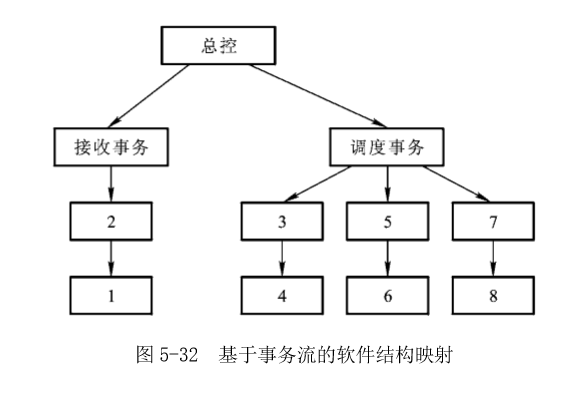 总控
接收事务 调度事务
2 3 5 7
1 4 6 8
图 5-32 基于事务流的软件结构映射